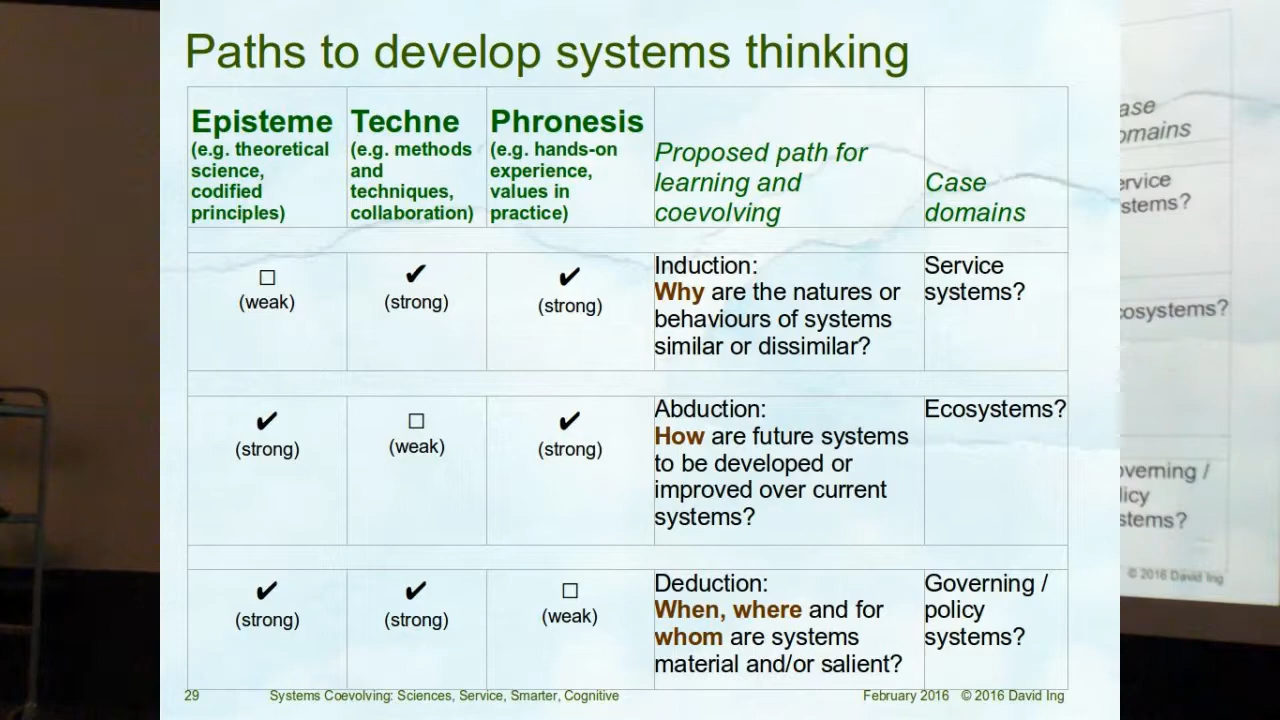 Paths to develop systems thinking
Episteme
(e.g. theoretical
science,
codified
principles)
Techne
(e.g. methods
and
techniques,
collaboration)
Phronesis
(e.g. hands-on
experience,
values in
practice)
Proposed path for
learning and
coevolving
Case
domains
□
(weak)
✔
(strong)
✔
(strong)
Induction:
Why are the natures or
behaviours of systems
similar or dissimilar?
Service
systems?
✔
(strong)
□
(weak)
✔
(strong)
Abduction:
How are future systems
to be developed or
improved over current
systems?
Ecosystems?
✔
(strong)
✔
(strong)
□
(weak)
Deduction:
When, where and for
whom are systems
material and/or salient?
Governing /
policy
systems?
29 Systems Coevolving: Sciences, Service, Smarter, Cognitive February 2016 © 2016 David Ing
ase
omains
ervice
stems?
cosystems?
overning /
licy
stems?
© 2016 David Ing